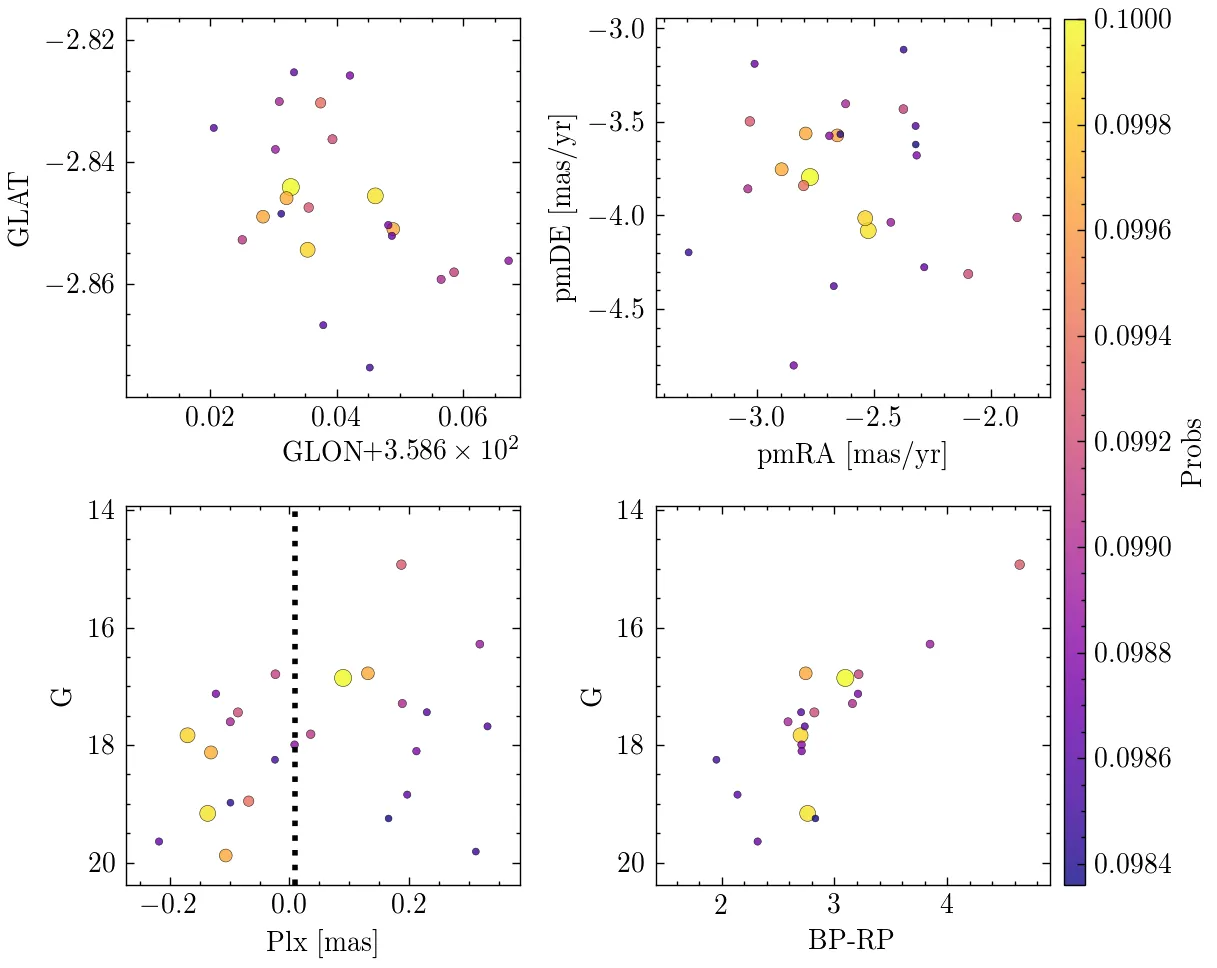 −2.82
−2.84
−2.86
GLAT
0.02 0.04 0.06
GLON+3.586 × 10²
−3.0
−3.5
−4.0
−4.5
pmDE [mas/yr]
−3.0 −2.5 −2.0
pmRA [mas/yr]
14
16
18
20
G
−0.2 0.0 0.2
Plx [mas]
14
16
18
20
G
2 3 4
BP-RP
0.1000
0.0998
0.0996
0.0994
0.0992
0.0990
0.0988
0.0986
0.0984
Probs